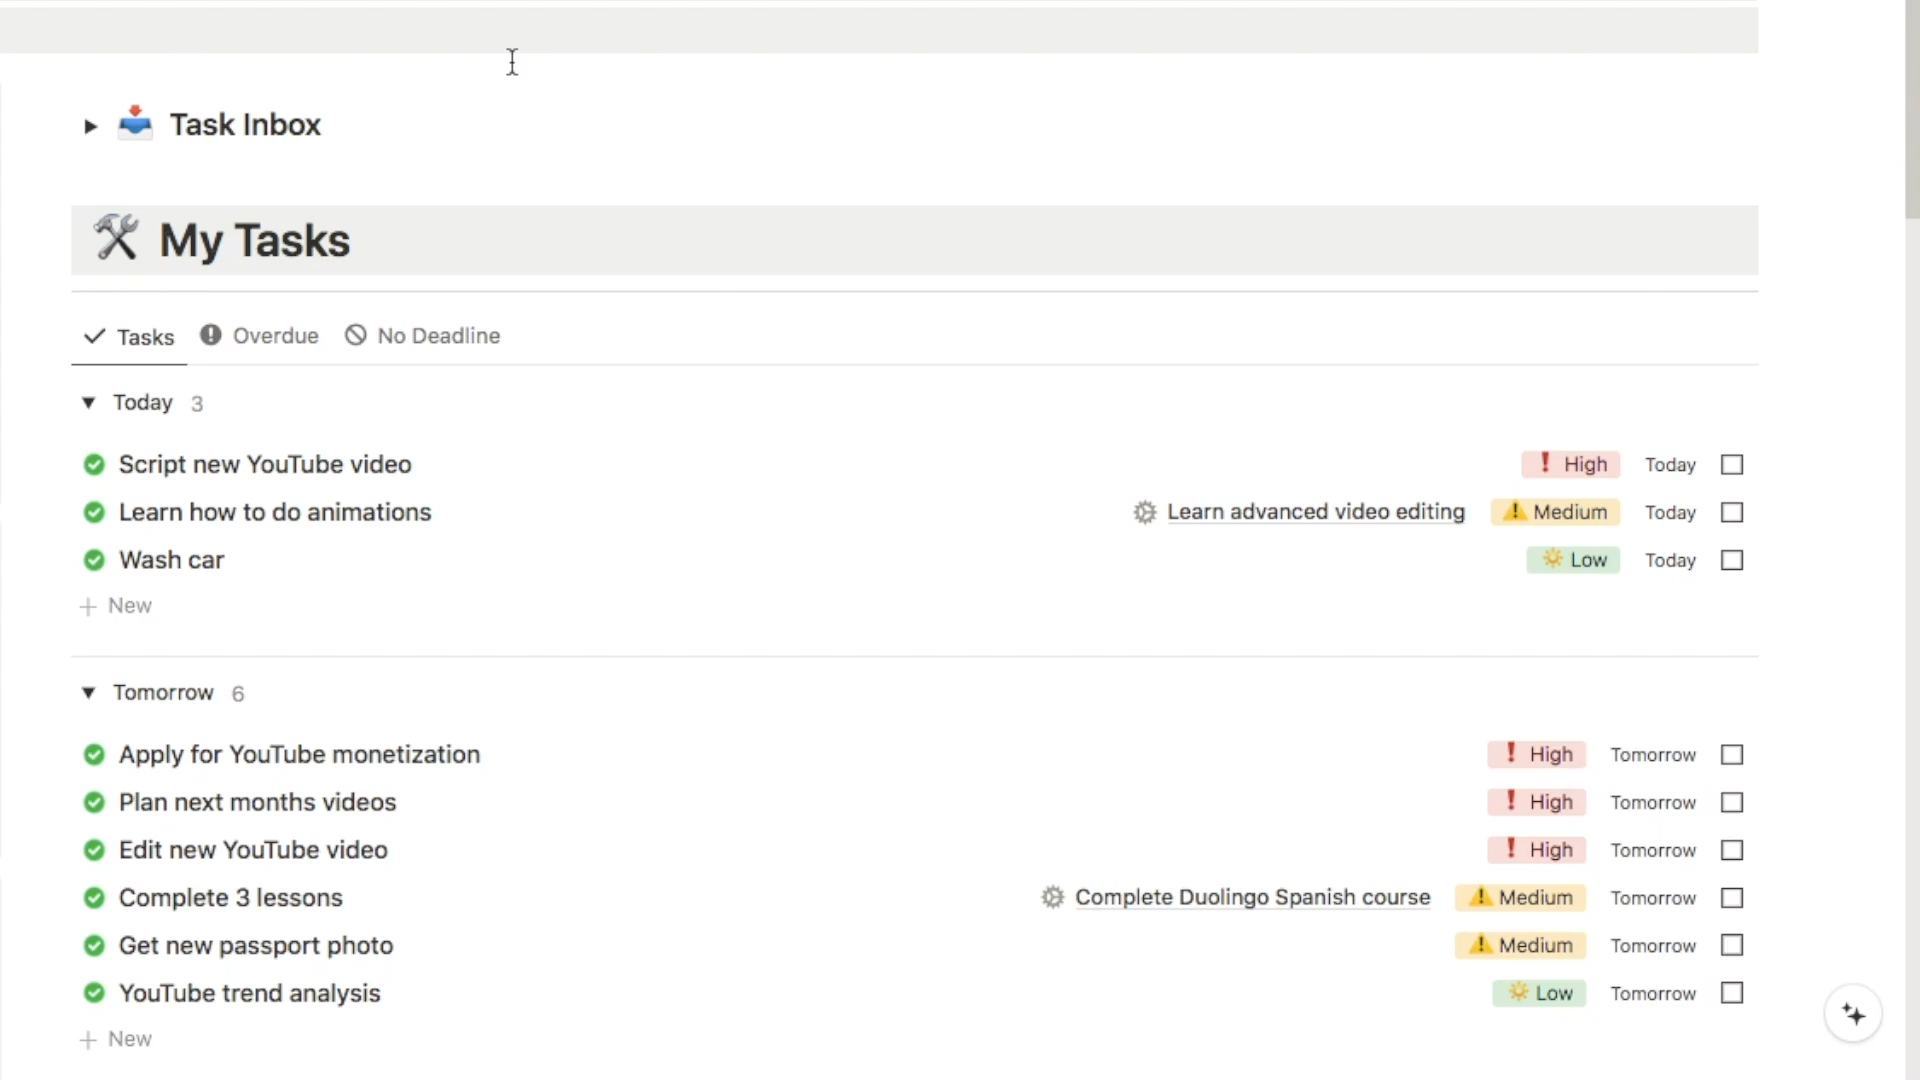 Task Inbox
My Tasks
Tasks Overdue No Deadline
Today 3
Script new YouTube video High Today
Learn how to do animations Learn advanced video editing Medium Today
Wash car Low Today
+ New
Tomorrow 6
Apply for YouTube monetization High Tomorrow
Plan next months videos High Tomorrow
Edit new YouTube video High Tomorrow
Complete 3 lessons Complete Duolingo Spanish course Medium Tomorrow
Get new passport photo Medium Tomorrow
YouTube trend analysis Low Tomorrow
+ New